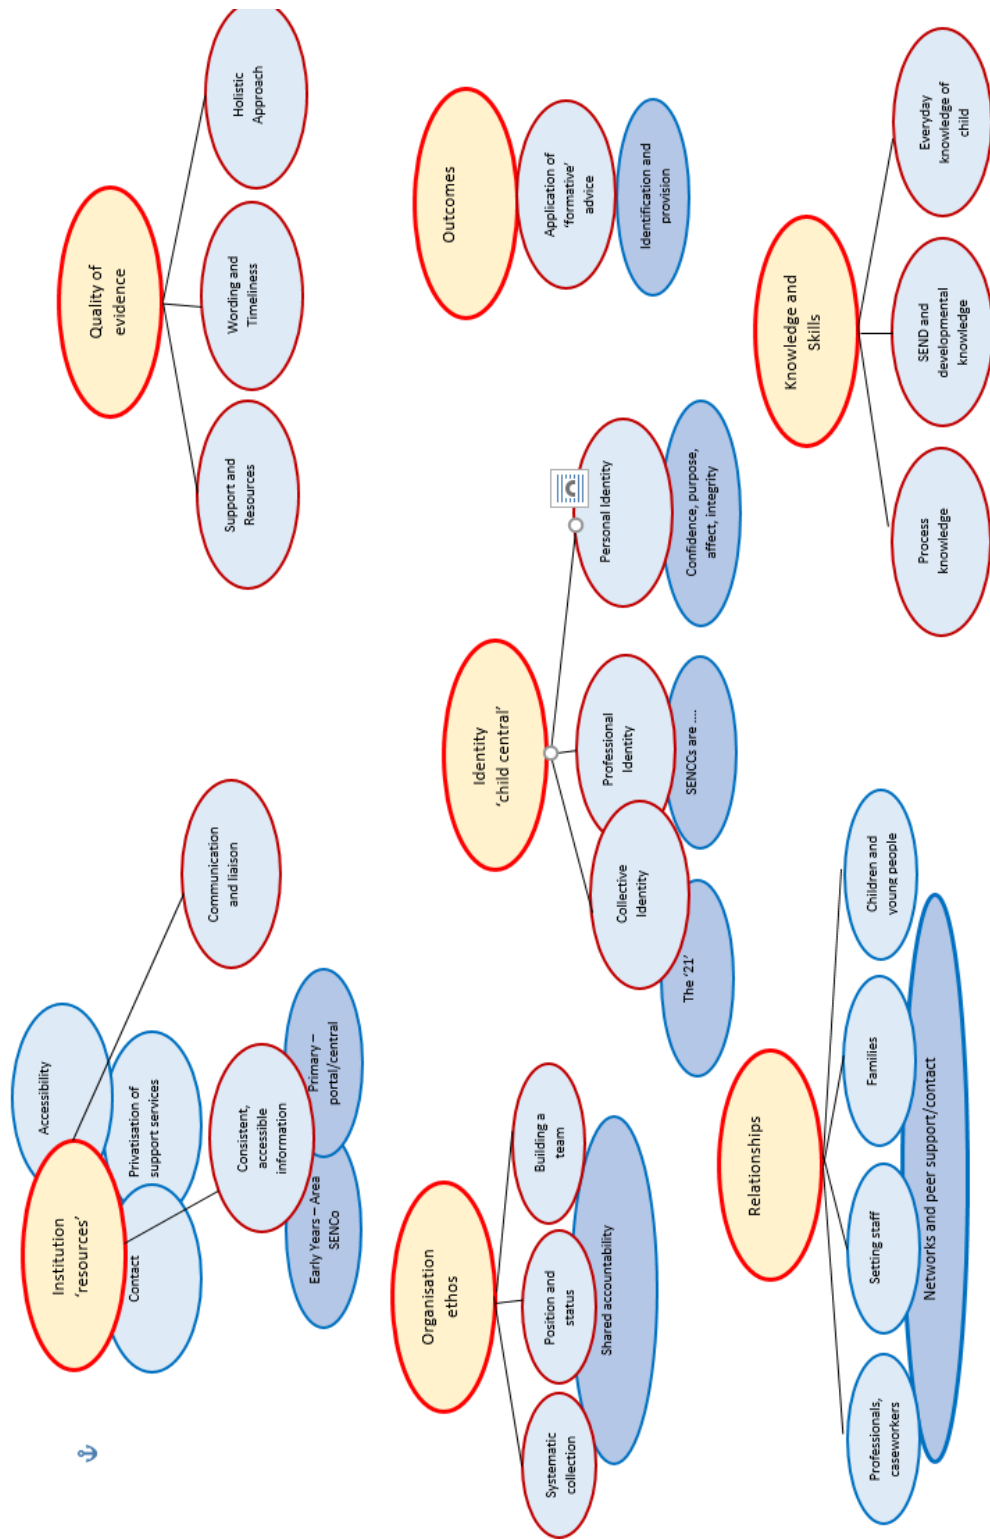 Institution
‘resources’
Accessibility
Privatisation of
support services
Contact
Communication
and liaison
Consistent,
accessible
information
Early Years – Area
SENCo
Primary –
portal/central
Quality of
evidence
Support and
Resources
Wording and
Timeliness
Holistic
Approach
Organisation
ethos
Systematic
collection
Position and
status
Building a
team
Shared accountability
Identity
‘child central’
Collective
Identity
Professional
Identity
Personal Identity
The ‘21’
SENCCs are ....
Confidence, purpose,
affect, integrity
Outcomes
Application of
‘formative’
advice
Identification and
provision
Relationships
Professionals,
caseworkers
Setting staff
Families
Children and
young people
Networks and peer support/contact
Knowledge and
Skills
Process
knowledge
SEND and
developmental
knowledge
Everyday
knowledge of
child